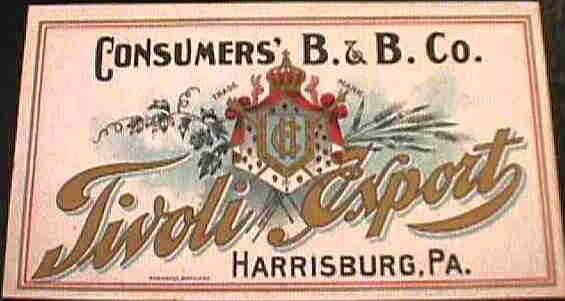 CONSUMERS' B. & B. CO.
TRADE MARK
Tivoli Export
HARRISBURG, PA.